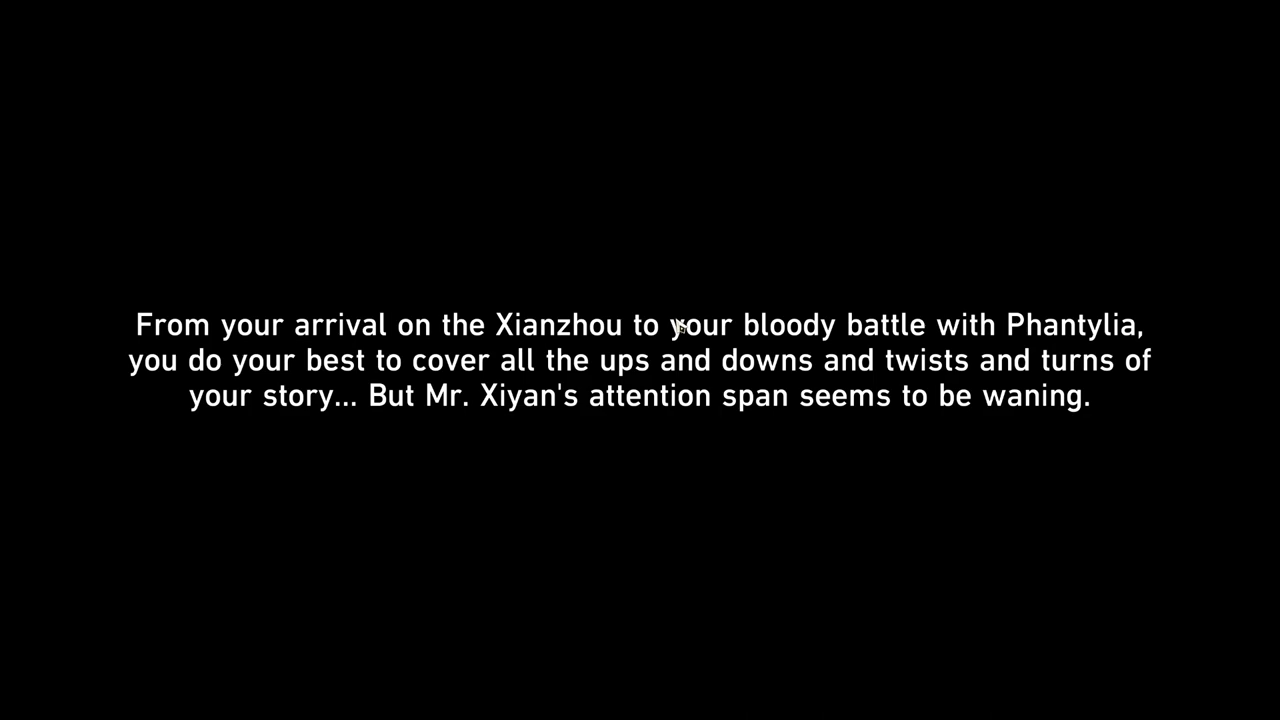 From your arrival on the Xianzhou to your bloody battle with Phantylia,
you do your best to cover all the ups and downs and twists and turns of
your story... But Mr. Xiyan's attention span seems to be waning.